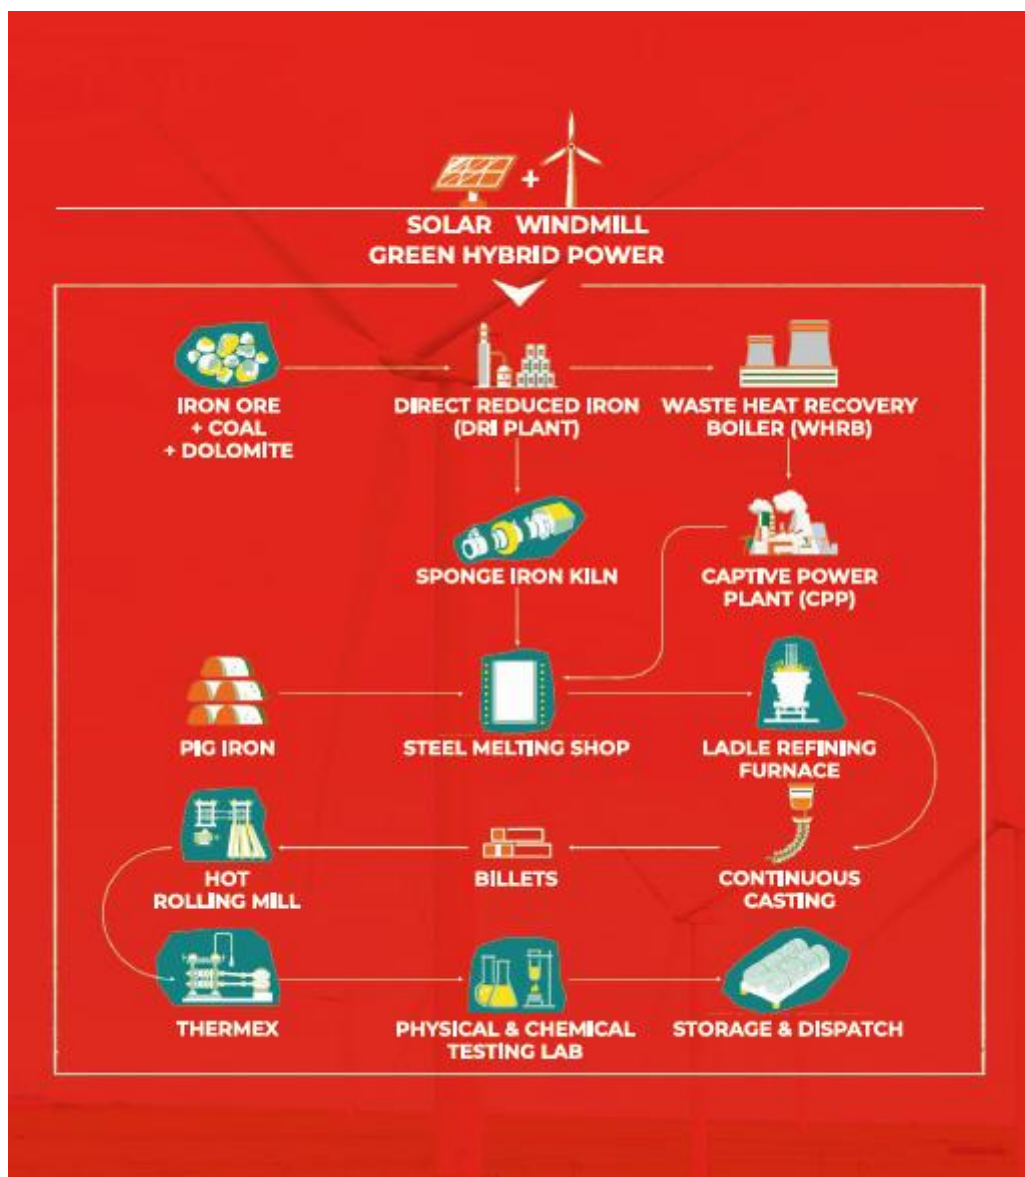 +
SOLAR WINDMILL
GREEN HYBRID POWER
IRON ORE
+ COAL
+ DOLOMITE
DIRECT REDUCED IRON
(DRI PLANT)
WASTE HEAT RECOVERY
BOILER (WHRB)
SPONGE IRON KILN
CAPTIVE POWER
PLANT (CPP)
PIG IRON
STEEL MELTING SHOP
LADLE REFINING
FURNACE
HOT
ROLLING MILL
BILLETS
CONTINUOUS
CASTING
THERMEX
PHYSICAL & CHEMICAL
TESTING LAB
STORAGE & DISPATCH